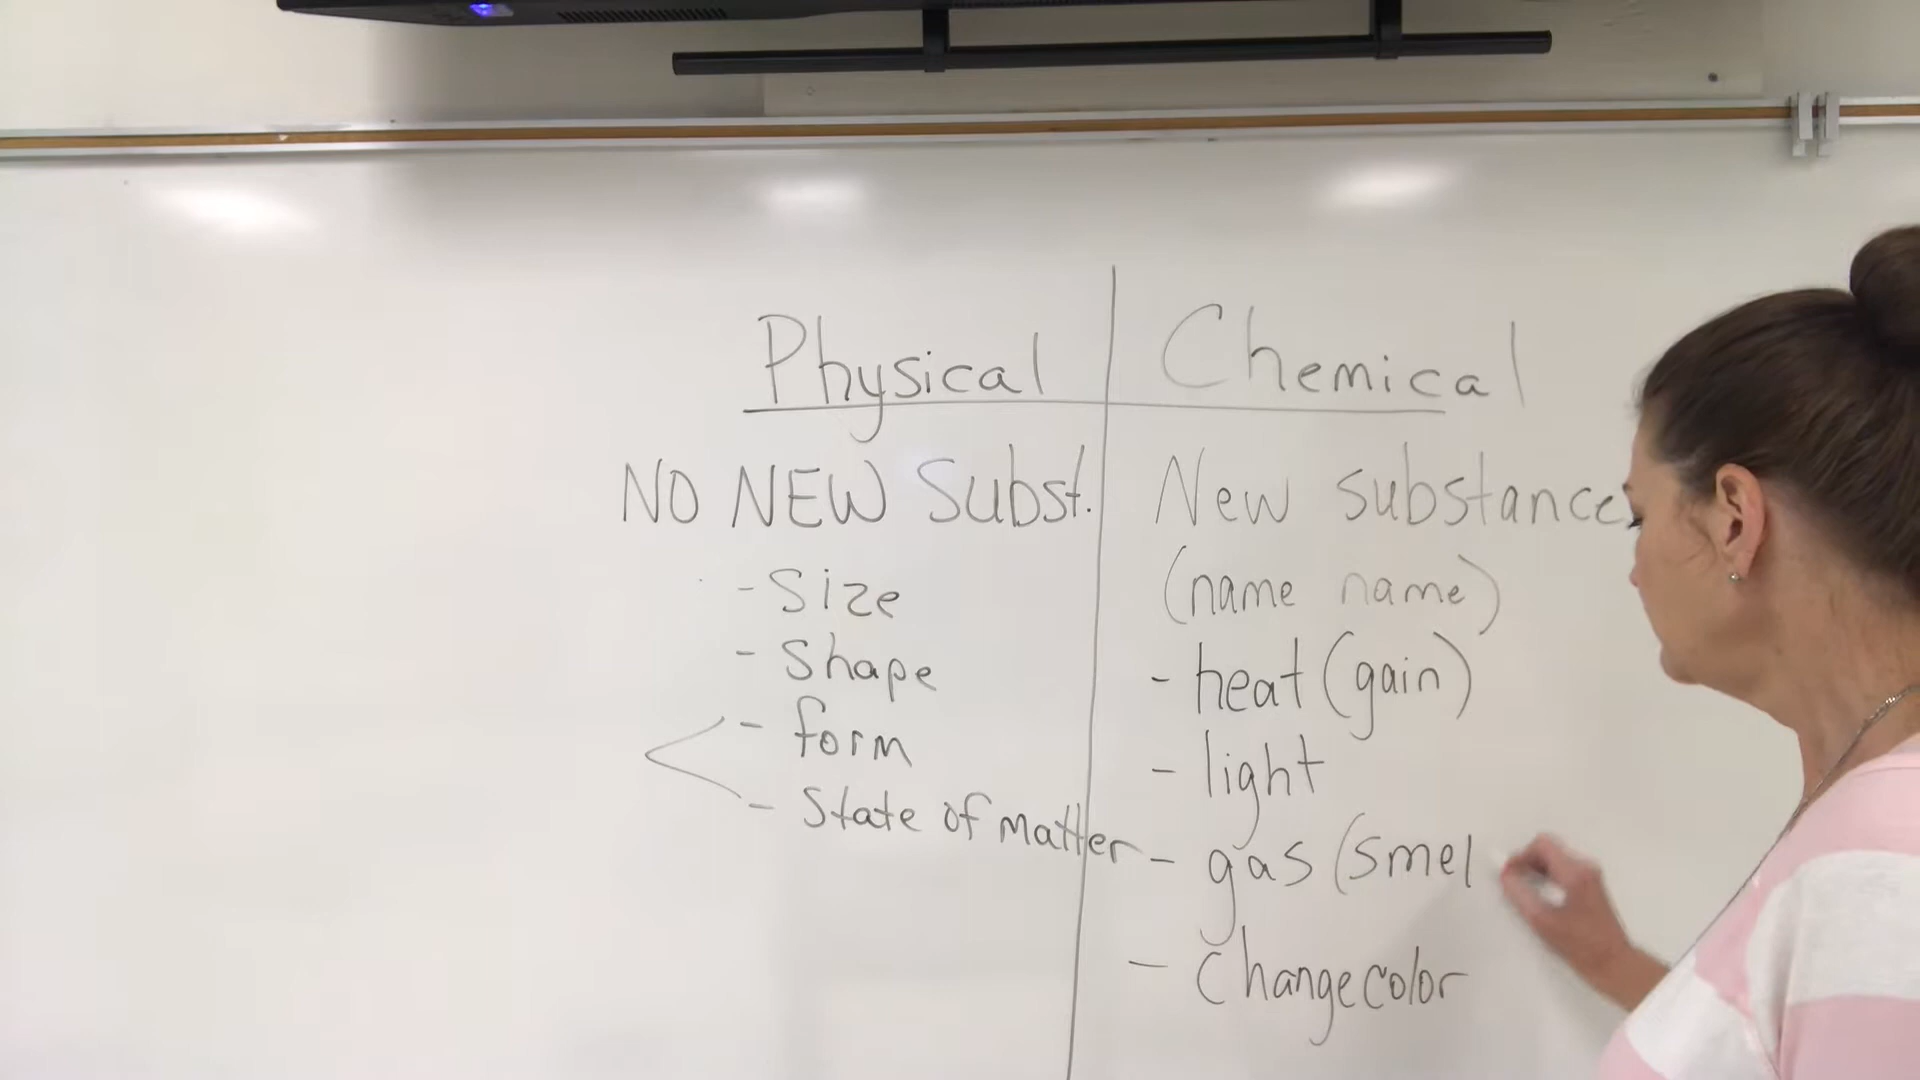 Physical
NO NEW Subst.
- Size
- Shape
- form
- State of matter
Chemical
New substance
(name name)
- heat (gain)
- light
- gas (smel
- Change color